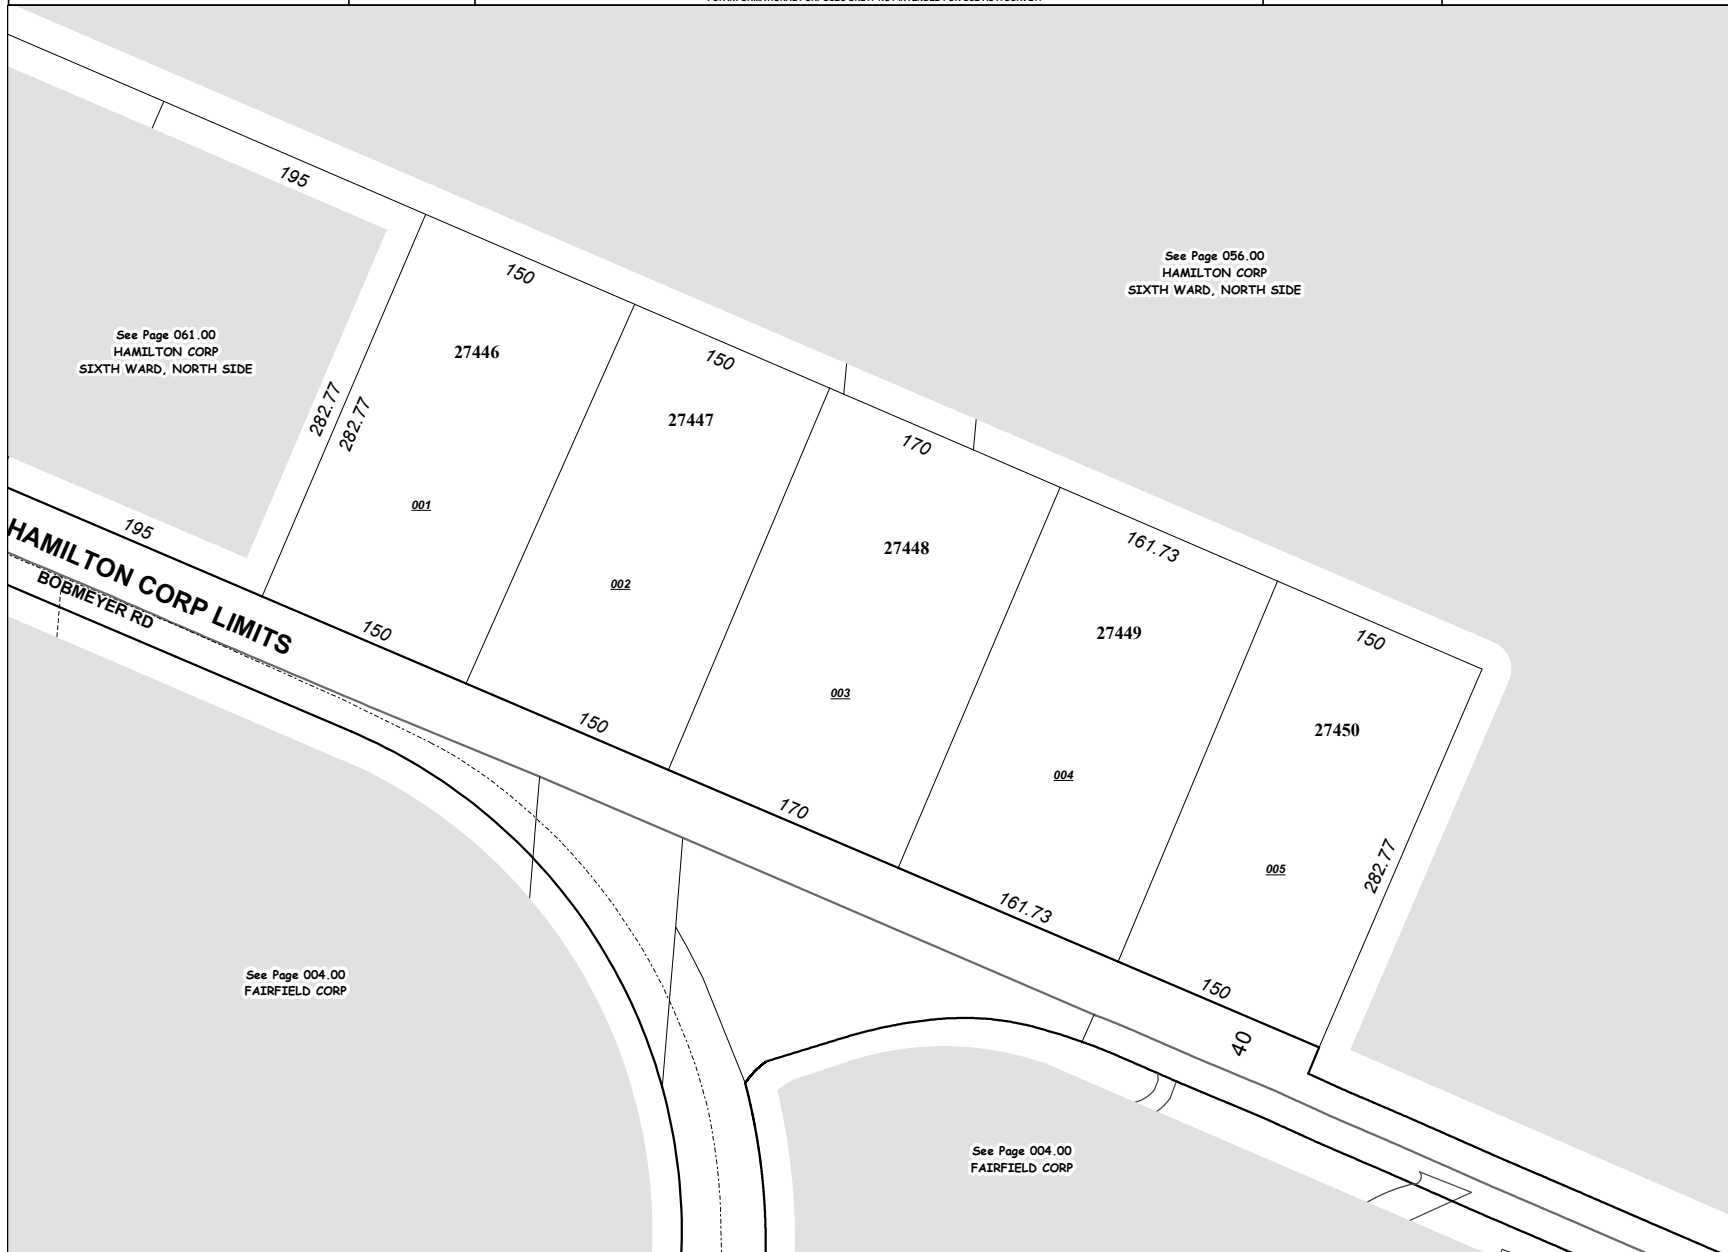 195
150
See Page 056.00
HAMILTON CORP
SIXTH WARD, NORTH SIDE
See Page 061.00
HAMILTON CORP
SIXTH WARD, NORTH SIDE
27446
150
282.77
282.77
27447
170
001
195
HAMILTON CORP LIMITS
BOBMEYER RD
161.73
27448
002
150
27449
150
003
150
27450
004
170
005
282.77
161.73
150
40
See Page 004.00
FAIRFIELD CORP
See Page 004.00
FAIRFIELD CORP